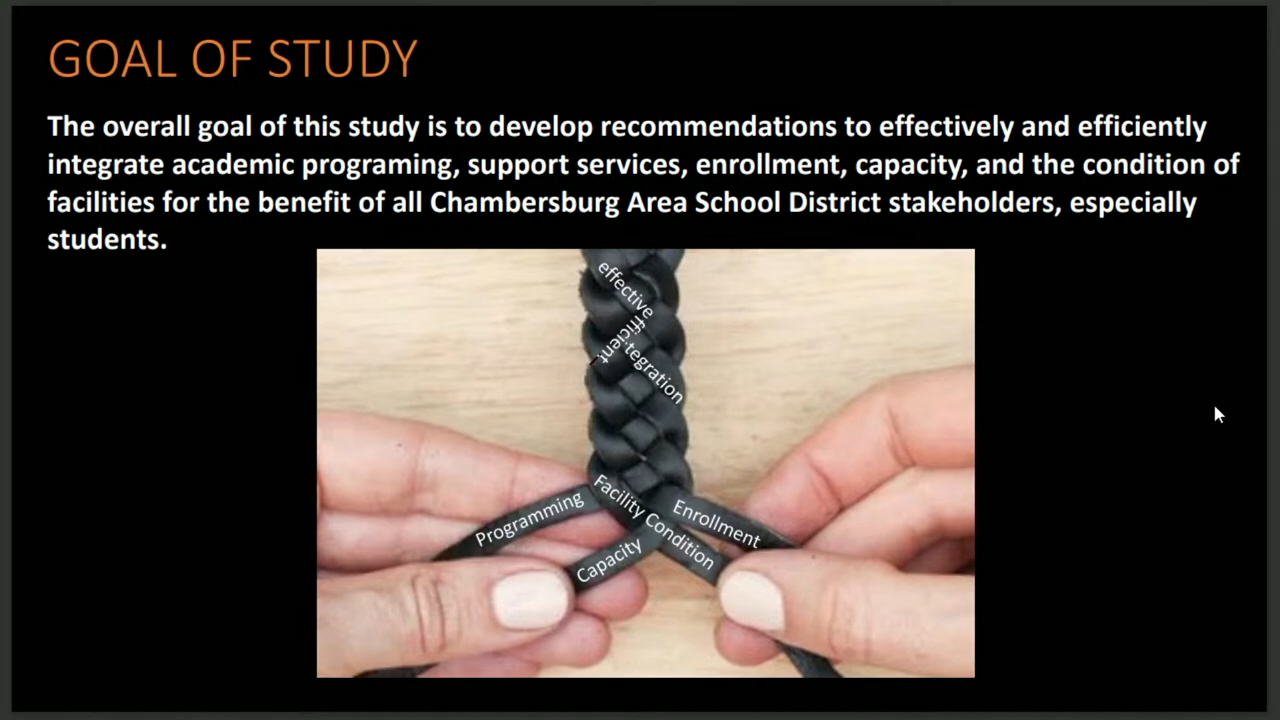 GOAL OF STUDY
The overall goal of this study is to develop recommendations to effectively and efficiently
integrate academic programing, support services, enrollment, capacity, and the condition of
facilities for the benefit of all Chambersburg Area School District stakeholders, especially
students.
effective
efficient
integration
Programming
Facility Condition
Enrollment
Capacity